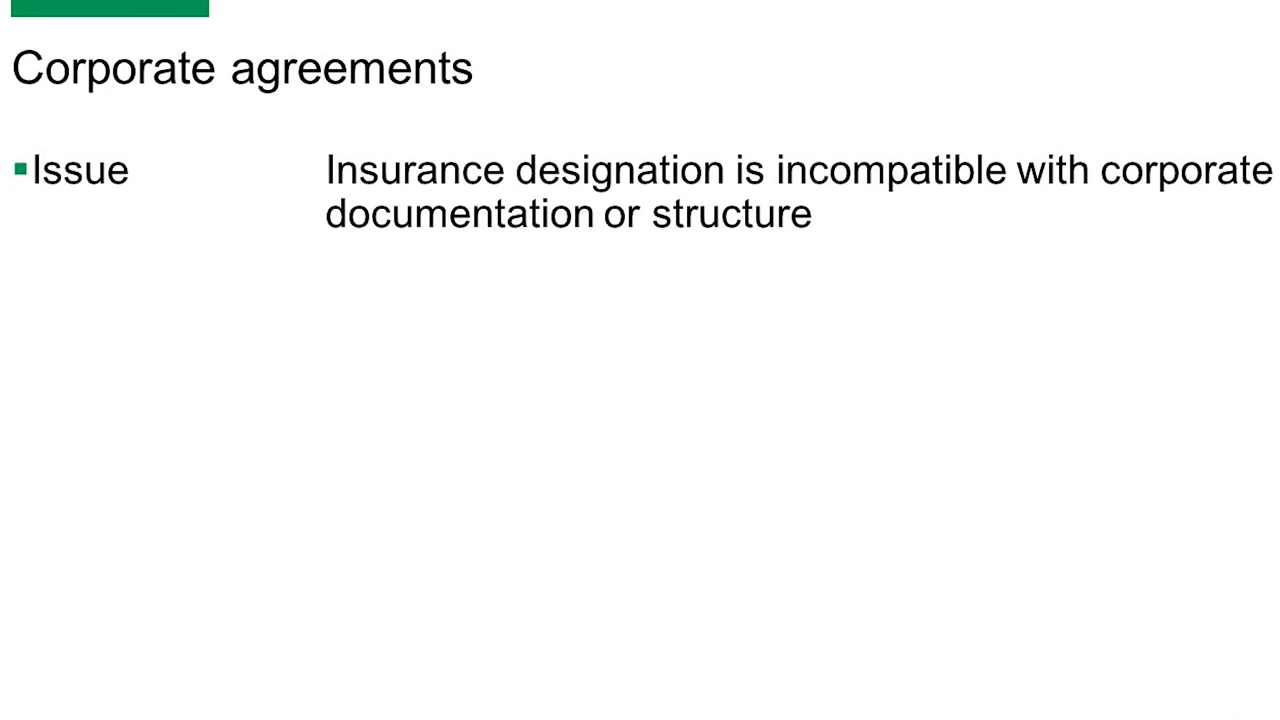 Corporate agreements
▪Issue Insurance designation is incompatible with corporate
documentation or structure